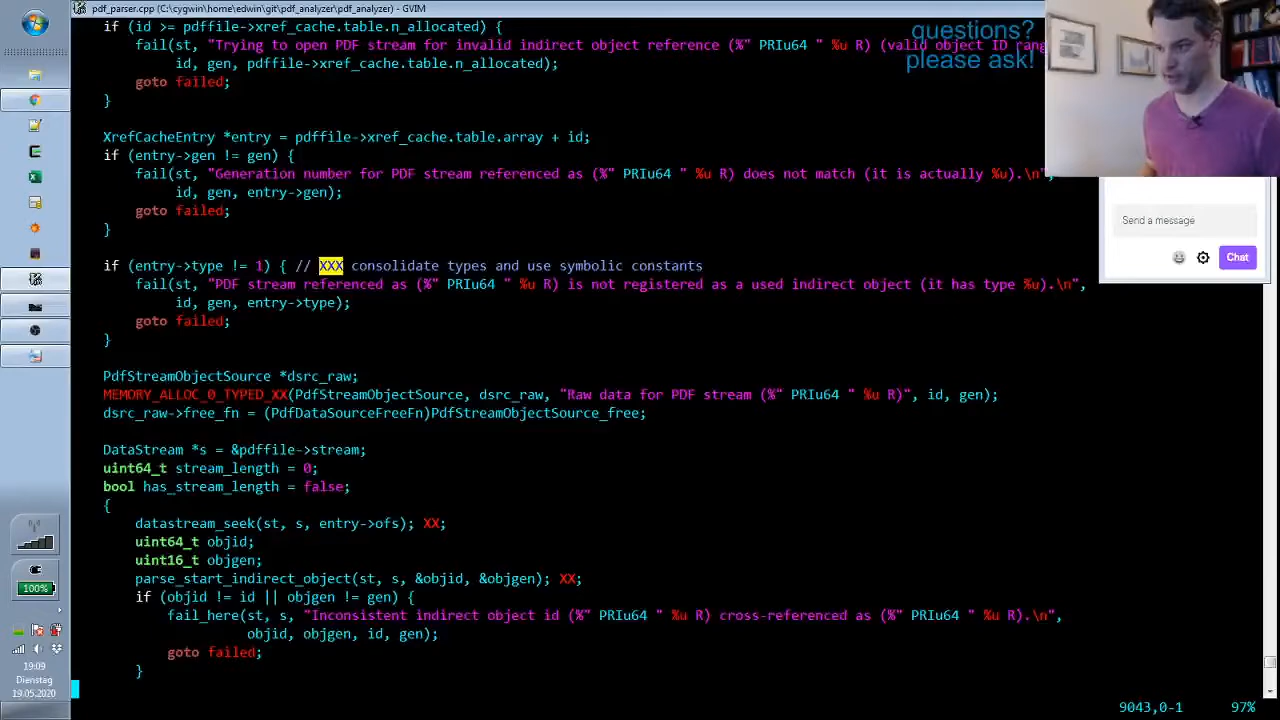 pdf_parser.cpp (C:\cygwin\home\edwin\git\pdf_analyzer\pdf_analyzer) - GVIM
if (id >= pdffile->xref_cache.table.n_allocated) {
fail(st, "Trying to open PDF stream for invalid indirect object reference (%" PRIu64 " %u R) (valid object ID rang
id, gen, pdffile->xref_cache.table.n_allocated);
goto failed;
}
questions?
please ask!
XrefCacheEntry *entry = pdffile->xref_cache.table.array + id;
if (entry->gen != gen) {
fail(st, "Generation number for PDF stream referenced as (%" PRIu64 " %u R) does not match (it is actually %u).\n",
id, gen, entry->gen);
goto failed;
}
if (entry->type != 1) { // XXX consolidate types and use symbolic constants
fail(st, "PDF stream referenced as (%" PRIu64 " %u R) is not registered as a used indirect object (it has type %u).\n",
id, gen, entry->type);
goto failed;
}
PdfStreamObjectSource *dsrc_raw;
MEMORY_ALLOC_0_TYPED_XX(PdfStreamObjectSource, dsrc_raw, "Raw data for PDF stream (%" PRIu64 " %u R)", id, gen);
dsrc_raw->free_fn = (PdfDataSourceFreeFn)PdfStreamObjectSource_free;
DataStream *s = &pdffile->stream;
uint64_t stream_length = 0;
bool has_stream_length = false;
{
datastream_seek(st, s, entry->ofs); XX;
uint64_t objid;
uint16_t objgen;
parse_start_indirect_object(st, s, &objid, &objgen); XX;
if (objid != id || objgen != gen) {
fail_here(st, s, "Inconsistent indirect object id (%" PRIu64 " %u R) cross-referenced as (%" PRIu64 " %u R).\n",
objid, objgen, id, gen);
goto failed;
}
9043,0-1 97%
Send a message
Chat
100%
19:09
Dienstag
19.05.2020